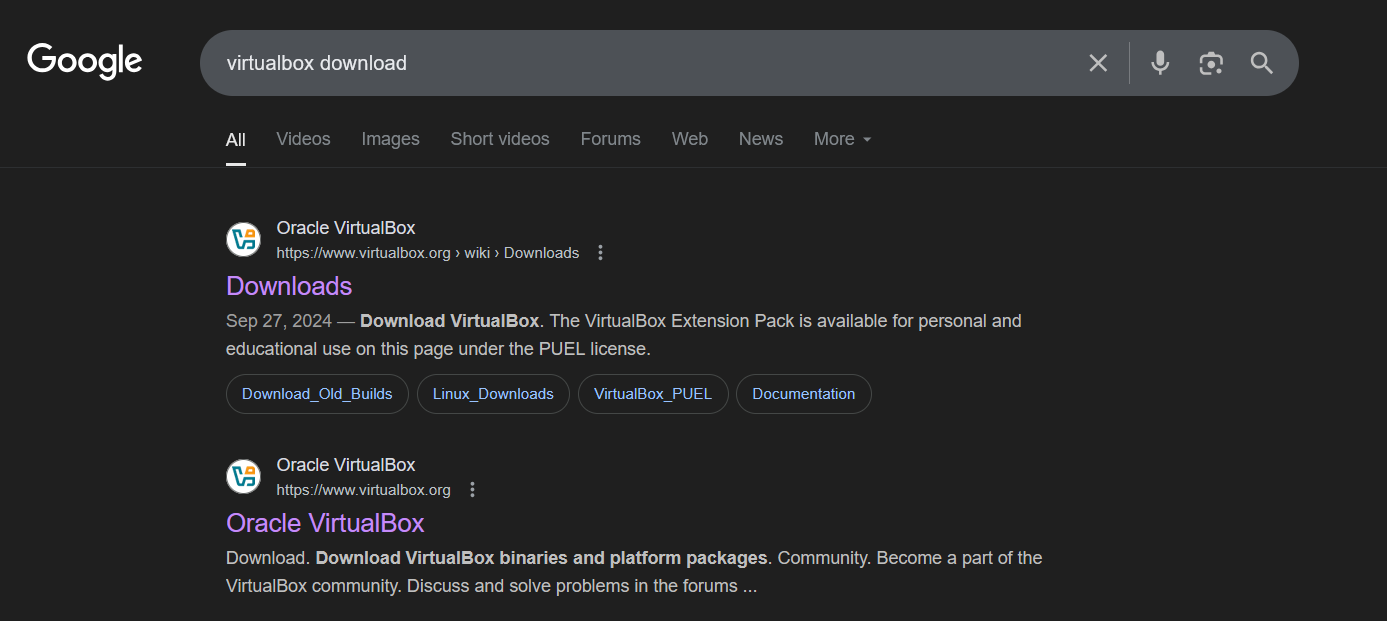 Google
virtualbox download
All Videos Images Short videos Forums Web News More
Oracle VirtualBox
https://www.virtualbox.org › wiki › Downloads
Downloads
Sep 27, 2024 — Download VirtualBox. The VirtualBox Extension Pack is available for personal and
educational use on this page under the PUEL license.
Download_Old_Builds Linux_Downloads VirtualBox_PUEL Documentation
Oracle VirtualBox
https://www.virtualbox.org
Oracle VirtualBox
Download. Download VirtualBox binaries and platform packages. Community. Become a part of the
VirtualBox community. Discuss and solve problems in the forums ...